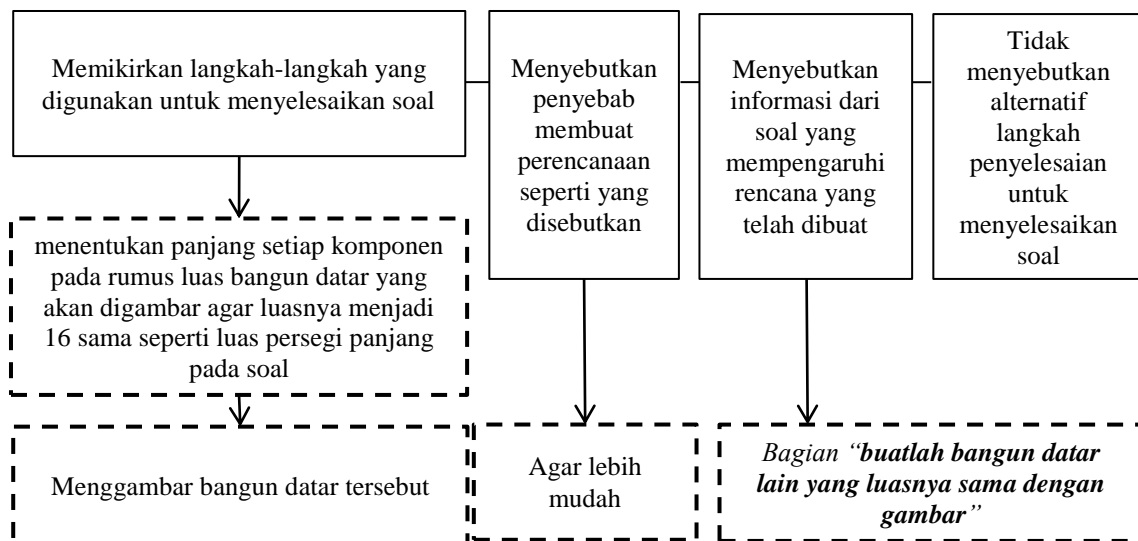 Memikirkan langkah-langkah yang
digunakan untuk menyelesaikan soal
Menyebutkan
penyebab
membuat
perencanaan
seperti yang
disebutkan
Menyebutkan
informasi dari
soal yang
mempengaruhi
rencana yang
telah dibuat
Tidak
menyebutkan
alternatif
langkah
penyelesaian
untuk
menyelesaikan
soal
menentukan panjang setiap komponen
pada rumus luas bangun datar yang
akan digambar agar luasnya menjadi
16 sama seperti luas persegi panjang
pada soal
Menggambar bangun datar tersebut
Agar lebih
mudah
Bagian “buatlah bangun datar
lain yang luasnya sama dengan
gambar”